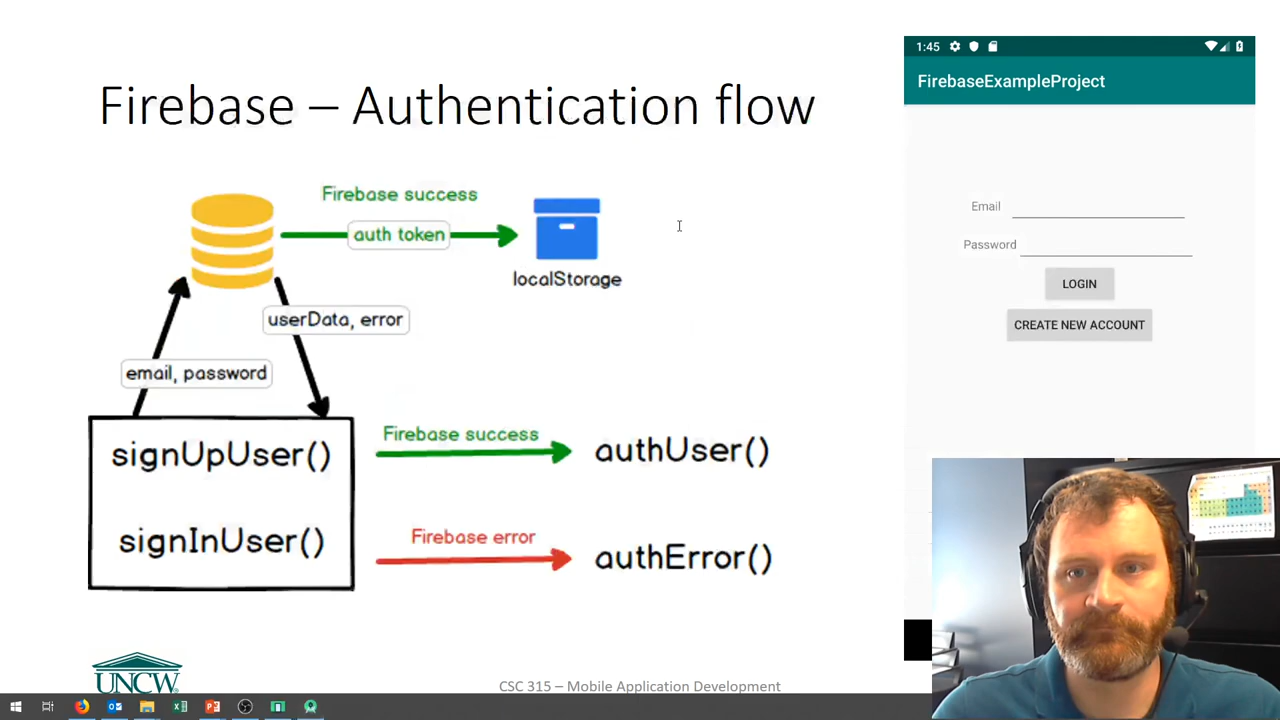 Firebase – Authentication flow
Firebase success
auth token
localStorage
userData, error
email, password
signUpUser()
signInUser()
Firebase success
authUser()
Firebase error
authError()
UNCW
CSC 315 – Mobile Application Development
1:45
FirebaseExampleProject
Email
Password
LOGIN
CREATE NEW ACCOUNT